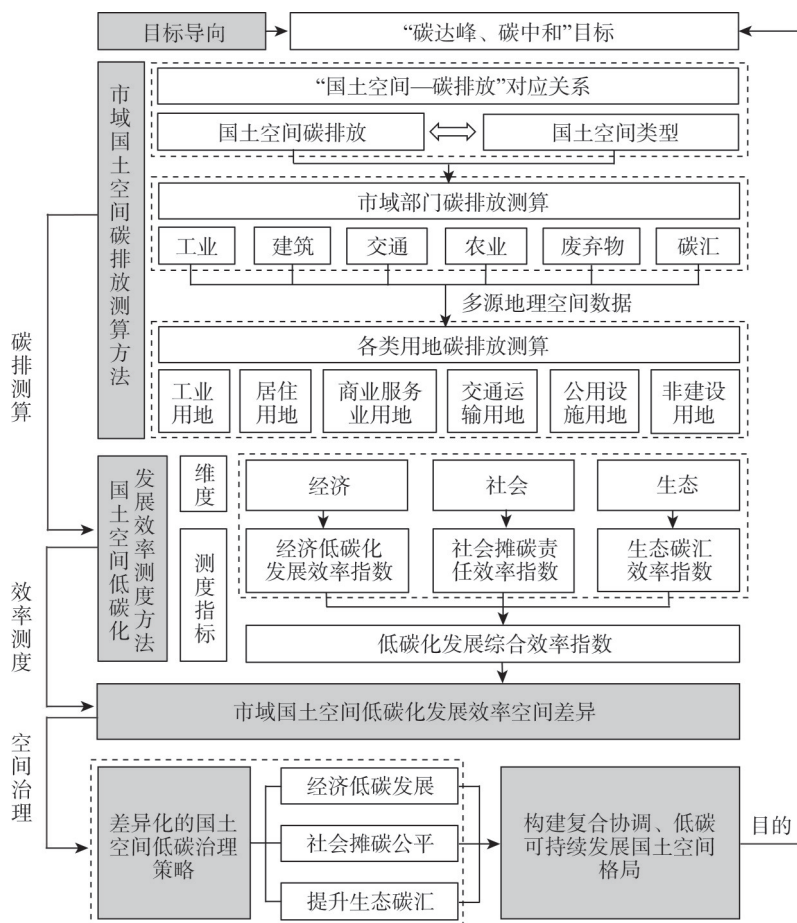 目标导向
“碳达峰、碳中和”目标
市域国土空间碳排放测算方法
“国土空间—碳排放”对应关系
国土空间碳排放
国土空间类型
市域部门碳排放测算
工业
建筑
交通
农业
废弃物
碳汇
多源地理空间数据
各类用地碳排放测算
工业
用地
居住
用地
商业服务
业用地
交通运
输用地
公用设
施用地
非建设
用地
碳排测算
国土空间低碳化
发展效率测度方法
维度
经济
社会
生态
测度指标
经济低碳化
发展效率指数
社会摊碳责
任效率指数
生态碳汇
效率指数
低碳化发展综合效率指数
效率测度
市域国土空间低碳化发展效率空间差异
空间治理
差异化的国土
空间低碳治理
策略
经济低碳发展
社会摊碳公平
提升生态碳汇
构建复合协调、低碳
可持续发展国土空间
格局
目的